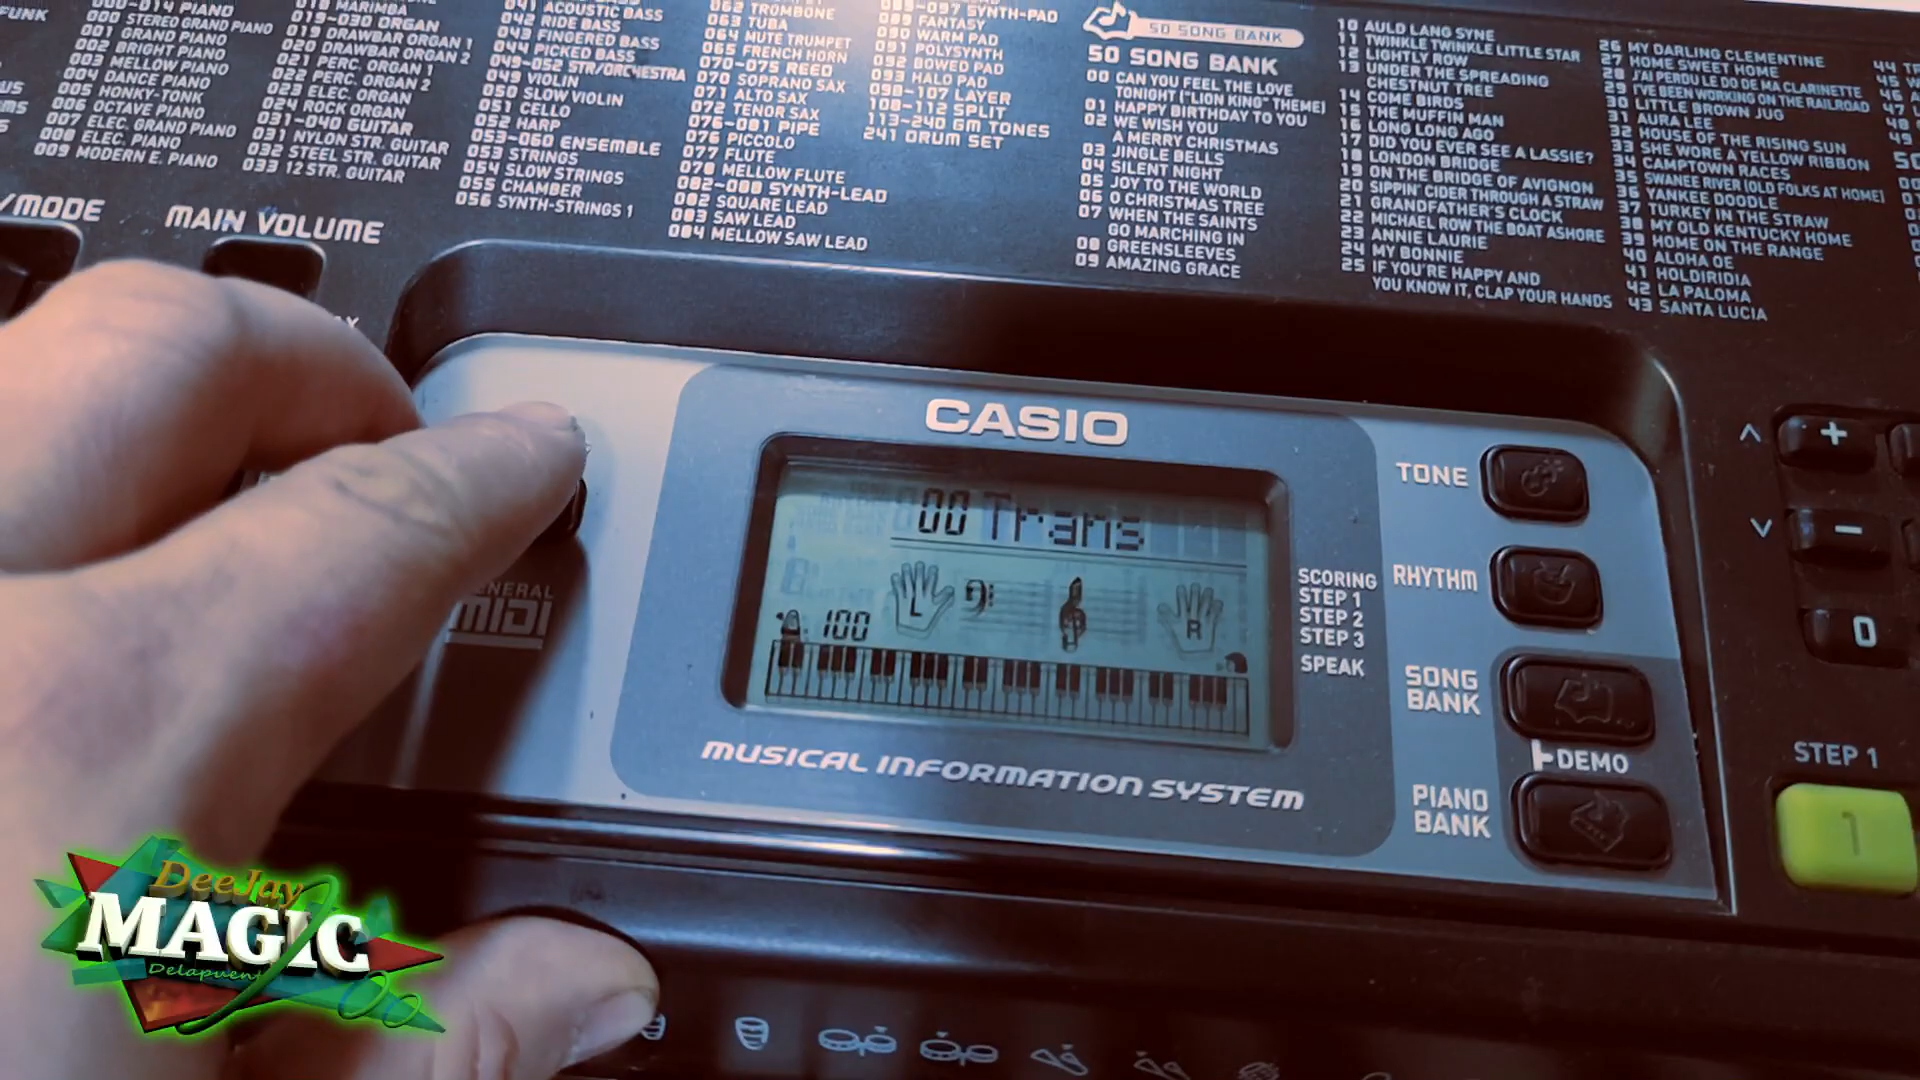 FUNK
000-014 PIANO
000 STEREO GRAND PIANO
001 GRAND PIANO
002 BRIGHT PIANO
003 MELLOW PIANO
004 DANCE PIANO
005 HONKY-TONK
006 OCTAVE PIANO
007 ELEC. GRAND PIANO
008 ELEC. PIANO
009 MODERN E. PIANO
018 MARIMBA
019-030 ORGAN
019 DRAWBAR ORGAN 1
020 DRAWBAR ORGAN 2
021 PERC. ORGAN 1
022 PERC. ORGAN 2
023 ELEC. ORGAN
024 ROCK ORGAN
031-040 GUITAR
031 NYLON STR. GUITAR
032 STEEL STR. GUITAR
033 12 STR. GUITAR
041 ACOUSTIC BASS
042 RIDE BASS
043 FINGERED BASS
044 PICKED BASS
049-052 STR/ORCHESTRA
049 VIOLIN
050 SLOW VIOLIN
051 CELLO
052 HARP
053-060 ENSEMBLE
053 STRINGS
054 SLOW STRINGS
055 CHAMBER
056 SYNTH-STRINGS 1
062 TROMBONE
063 TUBA
064 MUTE TRUMPET
065 FRENCH HORN
070-075 REED
070 SOPRANO SAX
071 ALTO SAX
072 TENOR SAX
076-081 PIPE
076 PICCOLO
077 FLUTE
078 MELLOW FLUTE
082-088 SYNTH-LEAD
082 SQUARE LEAD
083 SAW LEAD
084 MELLOW SAW LEAD
089-097 SYNTH-PAD
089 FANTASY
090 WARM PAD
091 POLYSYNTH
092 BOWED PAD
093 HALO PAD
098-107 LAYER
108-112 SPLIT
113-240 GM TONES
241 DRUM SET
50 SONG BANK
50 SONG BANK
00 CAN YOU FEEL THE LOVE
TONIGHT ("LION KING" THEME)
01 HAPPY BIRTHDAY TO YOU
02 WE WISH YOU
A MERRY CHRISTMAS
03 JINGLE BELLS
04 SILENT NIGHT
05 JOY TO THE WORLD
06 O CHRISTMAS TREE
07 WHEN THE SAINTS
GO MARCHING IN
08 GREENSLEEVES
09 AMAZING GRACE
10 AULD LANG SYNE
11 TWINKLE TWINKLE LITTLE STAR
12 LIGHTLY ROW
13 UNDER THE SPREADING
CHESTNUT TREE
14 COME BIRDS
15 THE MUFFIN MAN
16 LONG LONG AGO
17 DID YOU EVER SEE A LASSIE?
18 LONDON BRIDGE
19 ON THE BRIDGE OF AVIGNON
20 SIPPIN' CIDER THROUGH A STRAW
21 GRANDFATHER'S CLOCK
22 MICHAEL ROW THE BOAT ASHORE
23 ANNIE LAURIE
24 MY BONNIE
25 IF YOU'RE HAPPY AND
YOU KNOW IT, CLAP YOUR HANDS
26 MY DARLING CLEMENTINE
27 HOME SWEET HOME
28 J'AI PERDU LE DO DE MA CLARINETTE
29 I'VE BEEN WORKING ON THE RAILROAD
30 LITTLE BROWN JUG
31 AURA LEE
32 HOUSE OF THE RISING SUN
33 SHE WORE A YELLOW RIBBON
34 CAMPTOWN RACES
35 SWANEE RIVER (OLD FOLKS AT HOME)
36 YANKEE DOODLE
37 TURKEY IN THE STRAW
38 MY OLD KENTUCKY HOME
39 HOME ON THE RANGE
40 ALOHA OE
41 HOLDIRIDIA
42 LA PALOMA
43 SANTA LUCIA
44
45
46
47
/MODE
MAIN VOLUME
CASIO
00 Trans
100
L
R
MUSICAL INFORMATION SYSTEM
GENERAL
MIDI
SCORING
STEP 1
STEP 2
STEP 3
SPEAK
TONE
RHYTHM
SONG
BANK
DEMO
PIANO
BANK
+
-
0
STEP 1
1
DeeJay
MAGIC
Delapuent